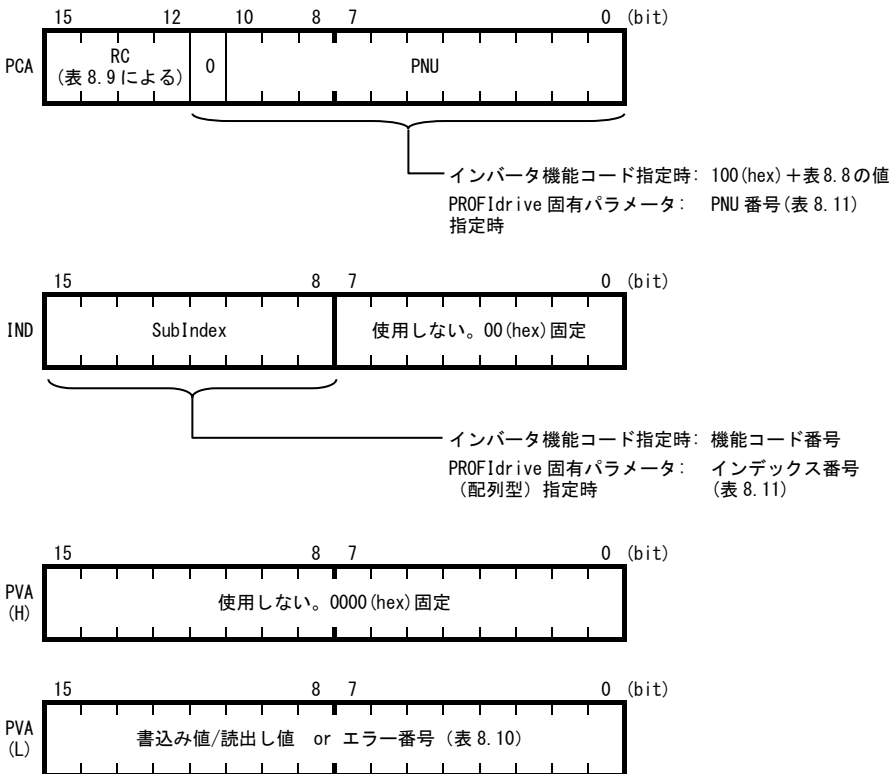 15 12 10 8 7 0 (bit)
PCA RC 0 PNU
(表 8.9 による)
インバータ機能コード指定時: 100(hex)＋表8.8の値
PROFIdrive 固有パラメータ: PNU 番号(表 8.11)
指定時
15 8 7 0 (bit)
IND SubIndex 使用しない。00(hex)固定
インバータ機能コード指定時: 機能コード番号
PROFIdrive 固有パラメータ: インデックス番号
(配列型) 指定時 (表 8.11)
15 8 7 0 (bit)
PVA
(H) 使用しない。0000(hex)固定
15 8 7 0 (bit)
PVA
(L) 書込み値/読出し値 or エラー番号 (表 8.10)